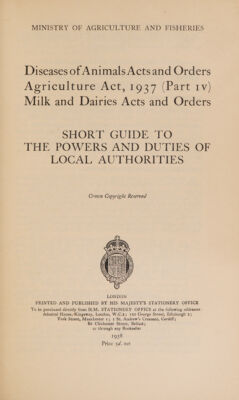 MINISTRY OF AGRICULTURE AND FISHERIES
Diseases of Animals Acts and Orders
Agriculture Act, 1937 (Part IV)
Milk and Dairies Acts and Orders
SHORT GUIDE TO
THE POWERS AND DUTIES OF
LOCAL AUTHORITIES
Crown Copyright Reserved
LONDON
PRINTED AND PUBLISHED BY HIS MAJESTY'S STATIONERY OFFICE
To be purchased directly from H.M. STATIONERY OFFICE at the following addresses
Adastral House, Kingsway, London, W.C.2; 120 George Street, Edinburgh 2;
York Street, Manchester 1; 1 St. Andrew's Crescent, Cardiff;
80 Chichester Street, Belfast;
or through any Bookseller
1938
Price 9d. net